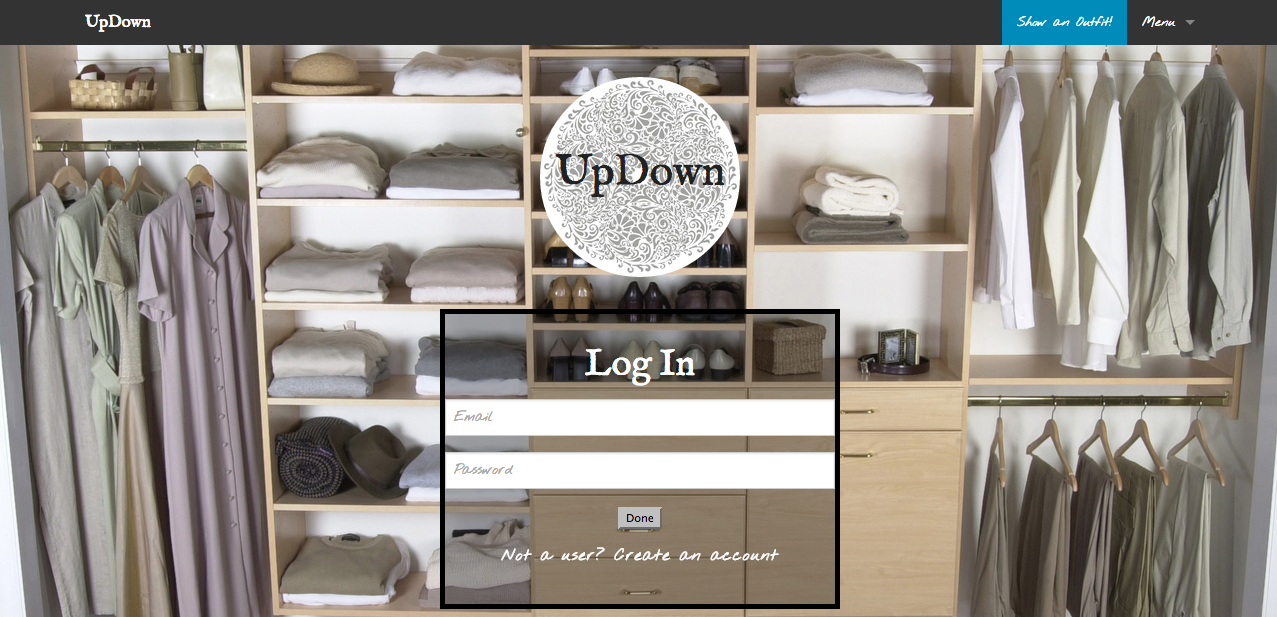 UpDown
Show an Outfit!
Menu
UpDown
Log In
Email
Password
Done
Not a user? Create an account